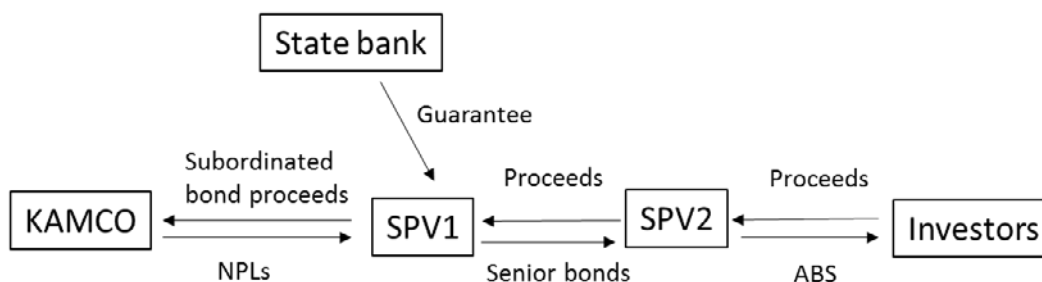 State bank
Guarantee
Subordinated
bond proceeds
Proceeds
Proceeds
KAMCO
SPV1
SPV2
Investors
NPLs
Senior bonds
ABS